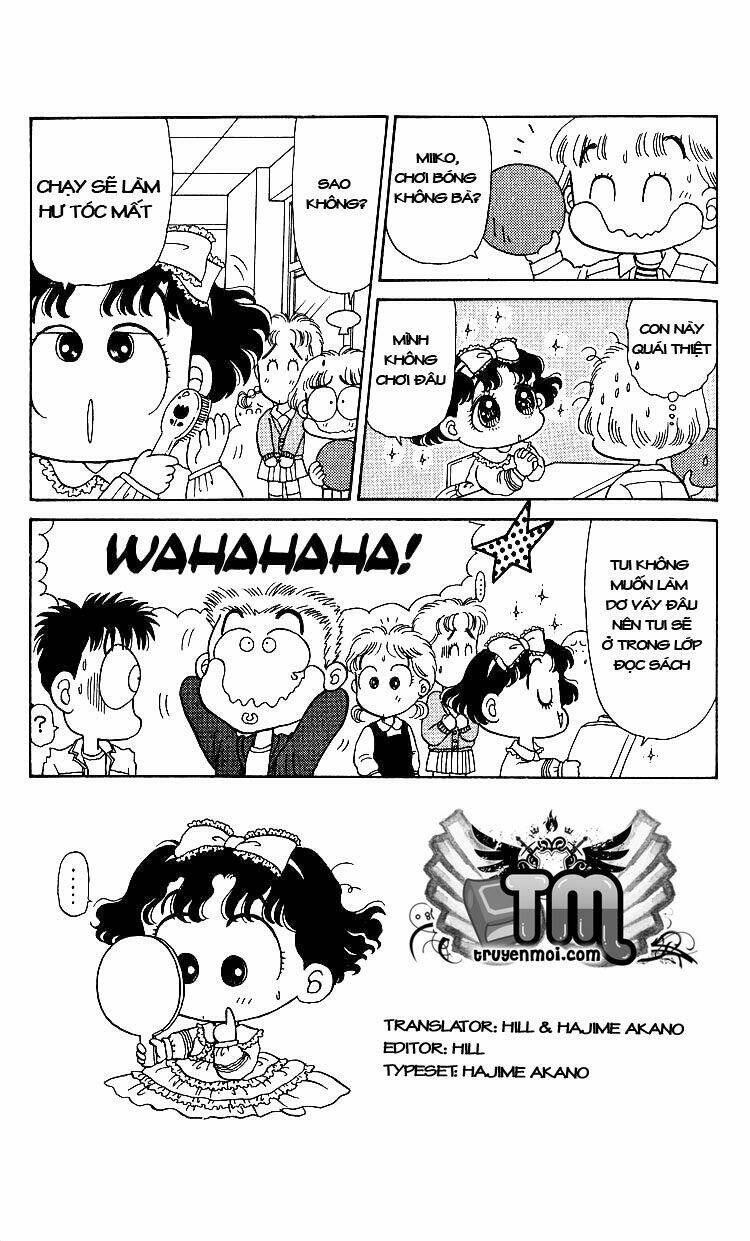 MIIKO,
CHƠI BÓNG
KHÔNG BÀ?
SAO
KHÔNG?
CHẠY SẼ LÀM
HƯ TÓC MẤT
CON NÀY
QUÁI THIỆT
MÌNH
KHÔNG
CHƠI ĐÂU
WAHAHAHA!
TUI KHÔNG
MUỐN LÀM
DƠ VÁY ĐÂU
NÊN TUI SẼ
Ở TRONG LỚP
ĐỌC SÁCH
?
TM
truyenmoi.com
TRANSLATOR: HILL & HAJIME AKANO
EDITOR: HILL
TYPESET: HAJIME AKANO